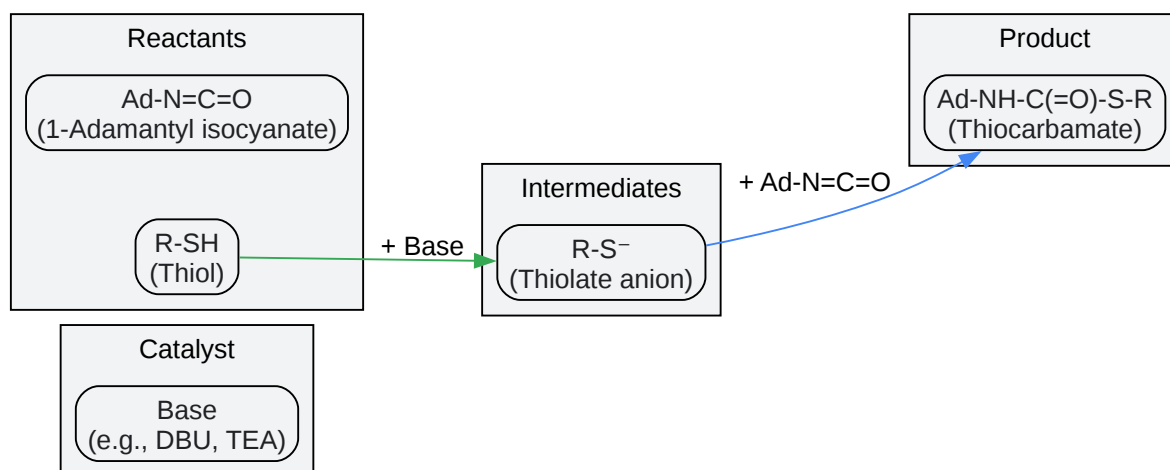 Reactants
Ad-N=C=O
(1-Adamantyl isocyanate)
R-SH
(Thiol)
+ Base
Catalyst
Base
(e.g., DBU, TEA)
Intermediates
R-S⁻
(Thiolate anion)
+ Ad-N=C=O
Product
Ad-NH-C(=O)-S-R
(Thiocarbamate)